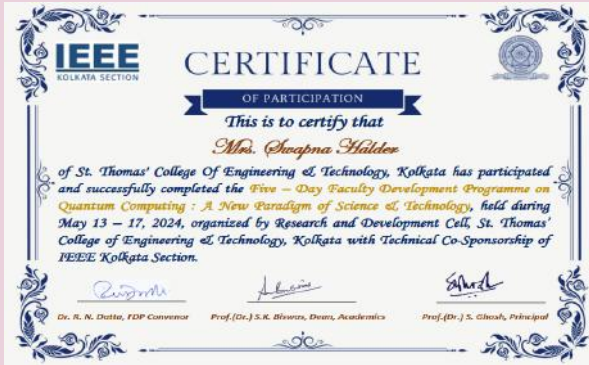 IEEE
KOLKATA SECTION
CERTIFICATE
OF PARTICIPATION
This is to certify that
Mrs. Swapna Halder
of St. Thomas' College Of Engineering & Technology, Kolkata has participated
and successfully completed the Five – Day Faculty Development Programme on
Quantum Computing : A New Paradigm of Science & Technology, held during
May 13 – 17, 2024, organized by Research and Development Cell, St. Thomas'
College of Engineering & Technology, Kolkata with Technical Co-Sponsorship of
IEEE Kolkata Section.
Dr. R. N. Dutta, FDP Convenor
Prof.(Dr.) S.K. Biswas, Dean, Academics
Prof.(Dr.) S. Ghosh, Principal